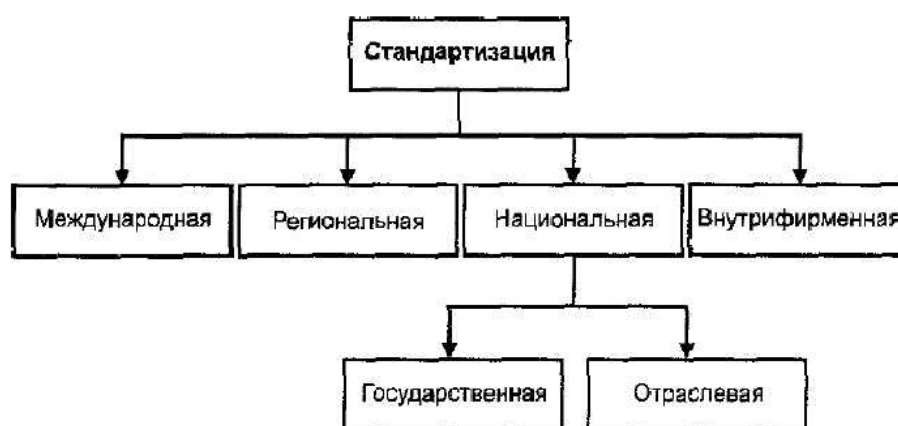 Стандартизация
Международная
Региональная
Национальная
Внутрифирменная
Государственная
Отраслевая